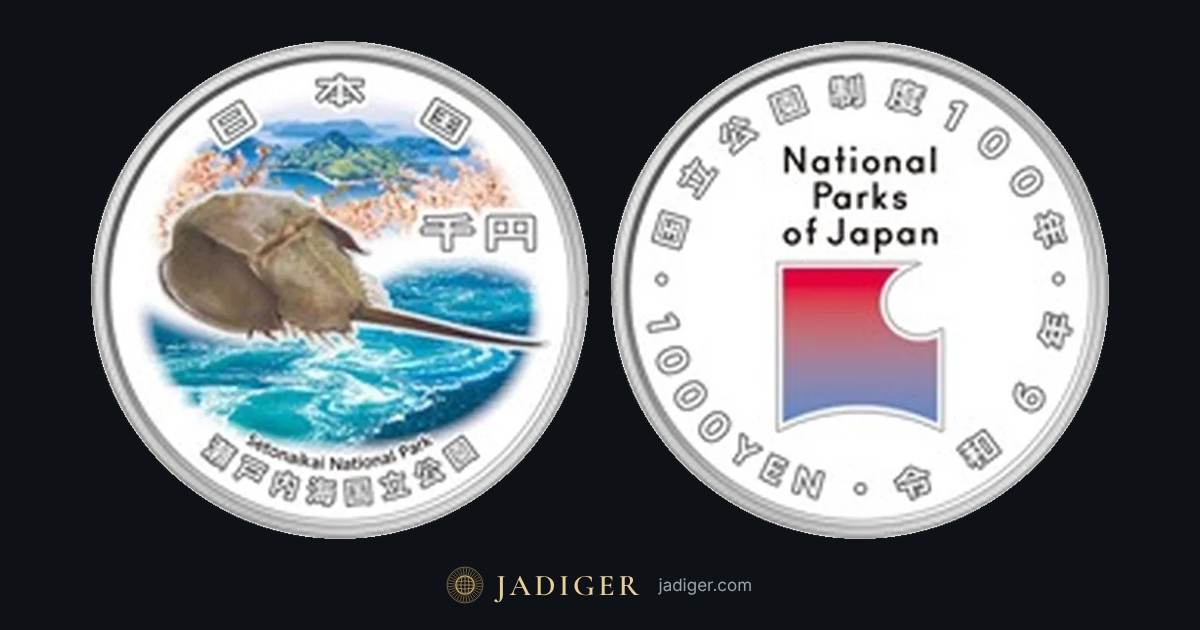 日本国
千円
Setonaikai National Park
瀬戸内海国立公園
国立公園制度100年
National
Parks
of Japan
・1000YEN・令和6年・
JADIGER jadiger.com